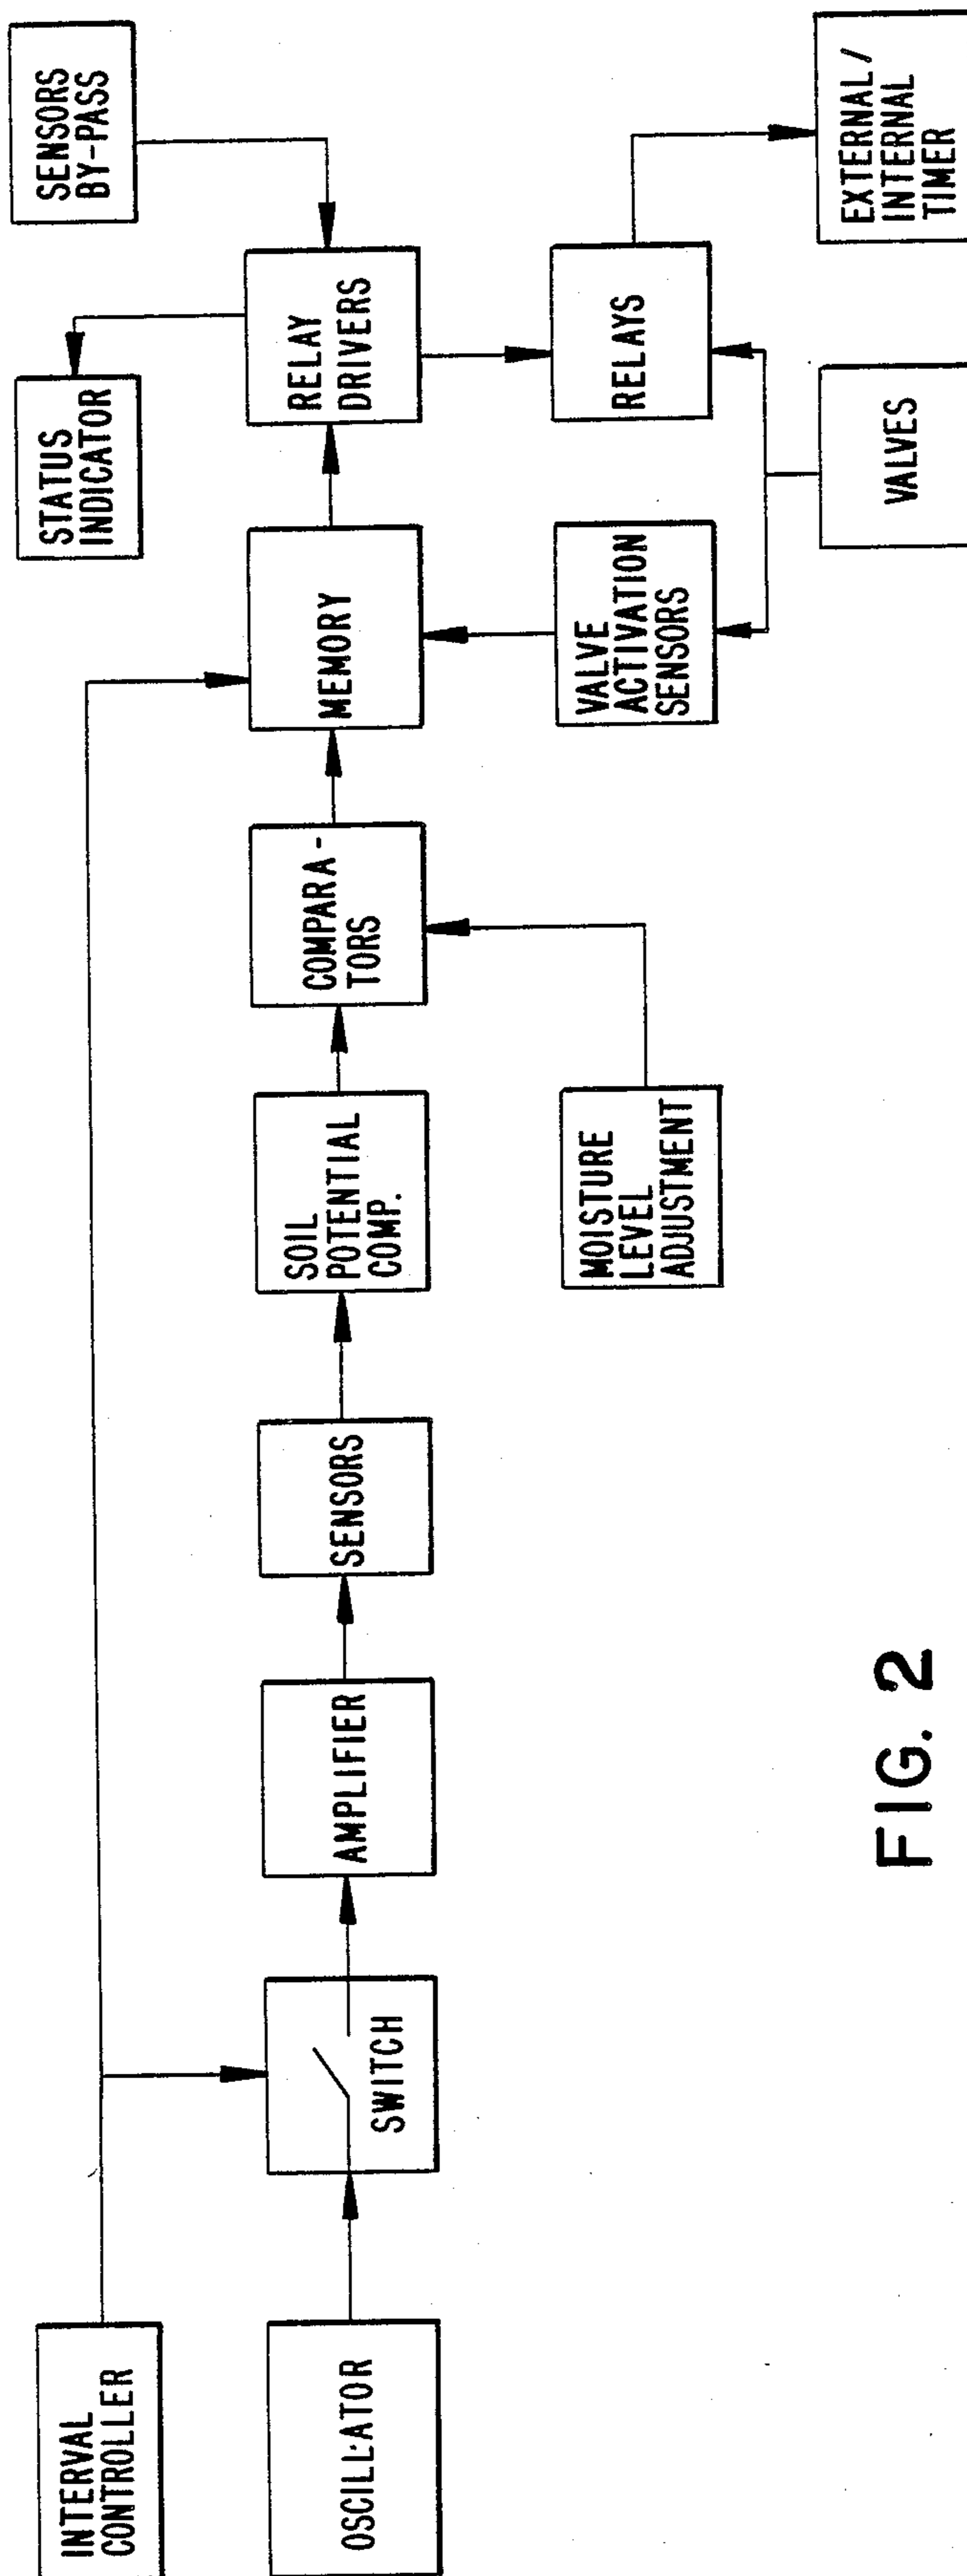 INTERVAL
CONTROLLER
OSCILLATOR
SWITCH
AMPLIFIER
SENSORS
SOIL
POTENTIAL
COMP.
COMPARA-
TORS
MOISTURE
LEVEL
ADJUSTMENT
MEMORY
VALVE
ACTIVATION
SENSORS
STATUS
INDICATOR
RELAY
DRIVERS
SENSORS
BY-PASS
RELAYS
VALVES
EXTERNAL/
INTERNAL
TIMER
FIG. 2